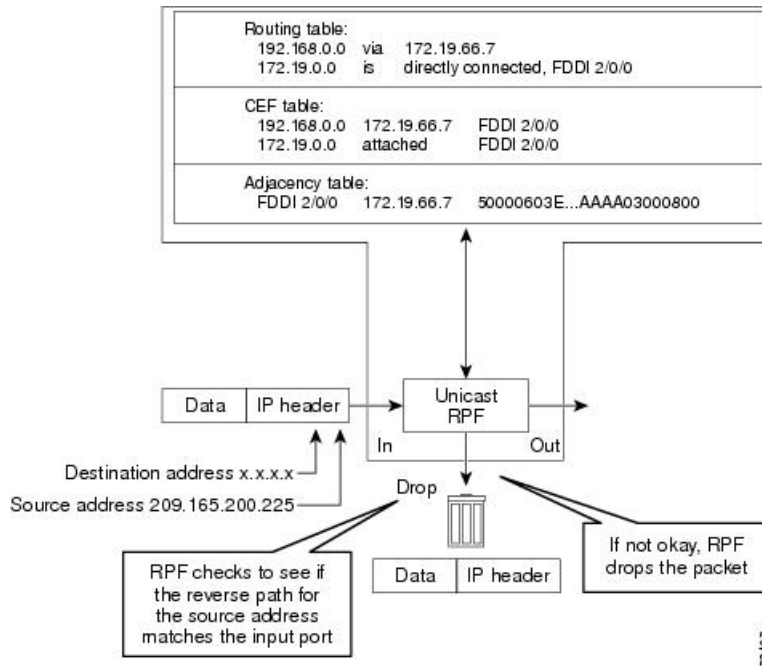 Routing table:
192.168.0.0 via 172.19.66.7
172.19.0.0 is directly connected, FDDI 2/0/0
CEF table:
192.168.0.0 172.19.66.7 FDDI 2/0/0
172.19.0.0 attached FDDI 2/0/0
Adjacency table:
FDDI 2/0/0 172.19.66.7 50000603E...AAAA03000800
Data IP header
Unicast
RPF
In Out
Destination address x.x.x.x
Source address 209.165.200.225
Drop
RPF checks to see if
the reverse path for
the source address
matches the input port
Data IP header
If not okay, RPF
drops the packet